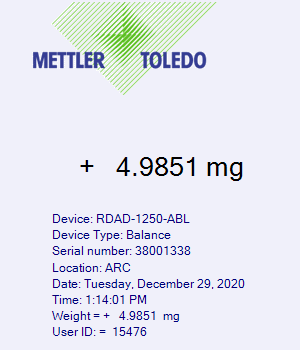 METTLER TOLEDO
+ 4.9851 mg
Device: RDAD-1250-ABL
Device Type: Balance
Serial number: 38001338
Location: ARC
Date: Tuesday, December 29, 2020
Time: 1:14:01 PM
Weight = + 4.9851 mg
User ID: = 15476